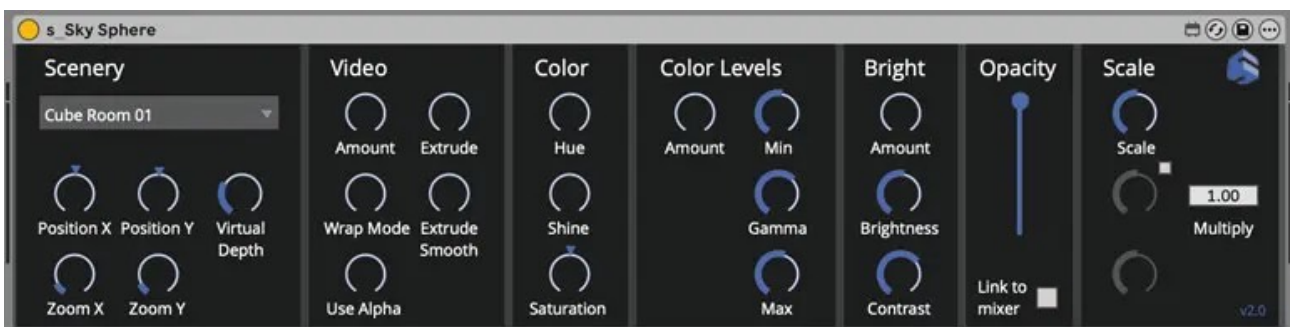 s_Sky Sphere
Scenery
Cube Room 01
Position X Position Y Virtual
Depth
Zoom X Zoom Y
Video
Amount Extrude
Wrap Mode Extrude
Smooth
Use Alpha
Color
Hue
Shine
Saturation
Color Levels
Amount Min
Gamma
Max
Bright
Amount
Brightness
Contrast
Opacity
Link to
mixer
Scale
Scale
1.00
Multiply
v2.0